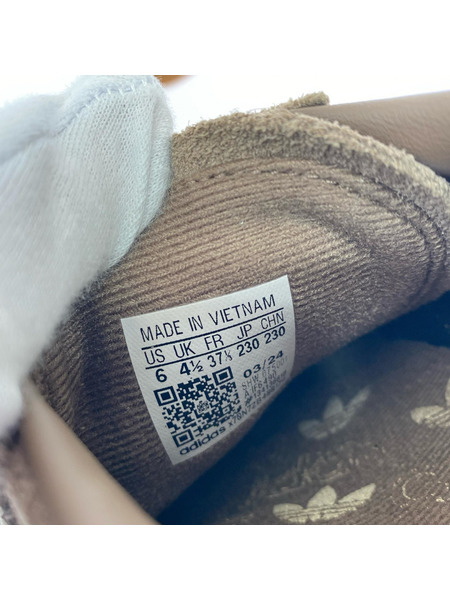 MADE IN VIETNAM
US UK FR JP CHN
6 4½ 37⅓ 230 230
03/24
adidas